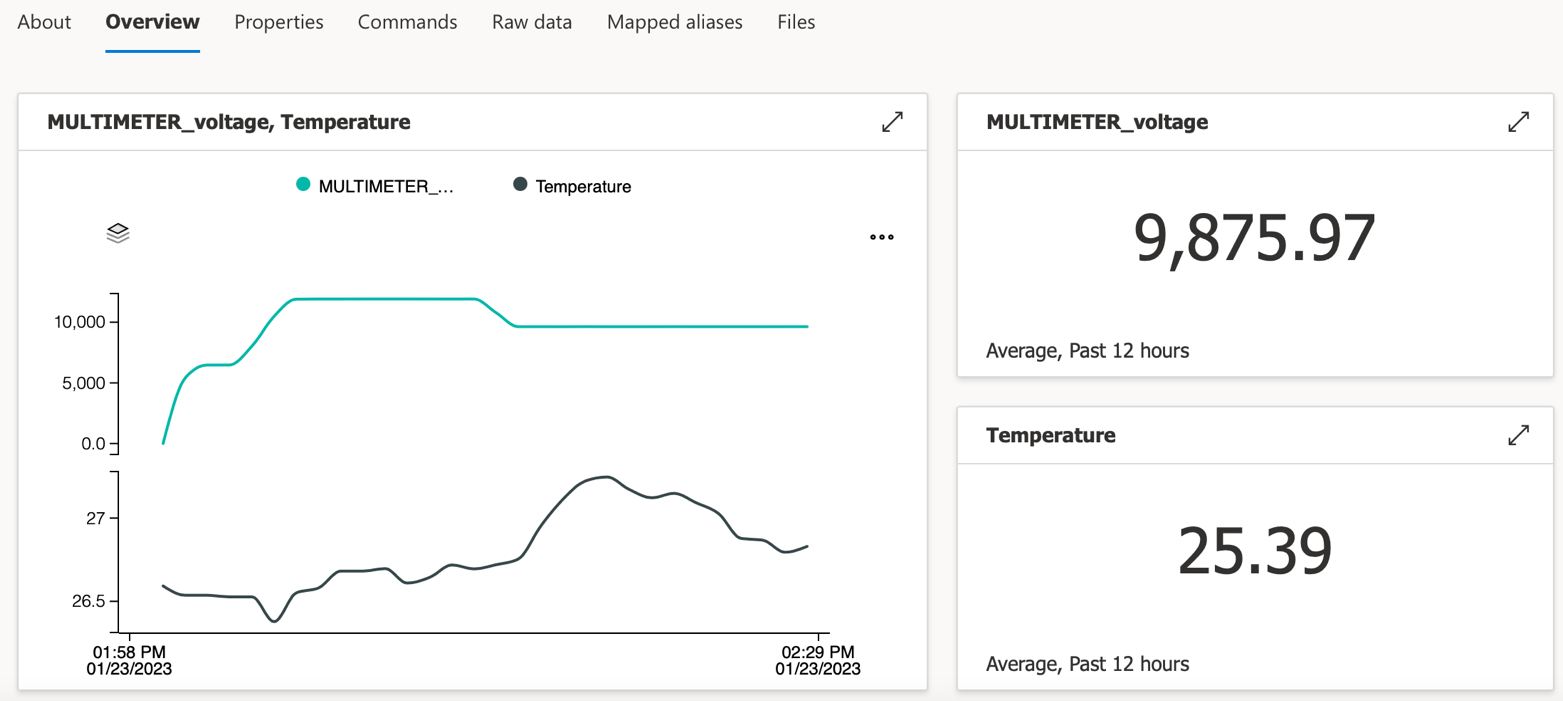 About Overview Properties Commands Raw data Mapped aliases Files
MULTIMETER_voltage, Temperature
MULTIMETER_... Temperature
10,000
5,000
0.0
27
26.5
01:58 PM
01/23/2023
02:29 PM
01/23/2023
MULTIMETER_voltage
9,875.97
Average, Past 12 hours
Temperature
25.39
Average, Past 12 hours